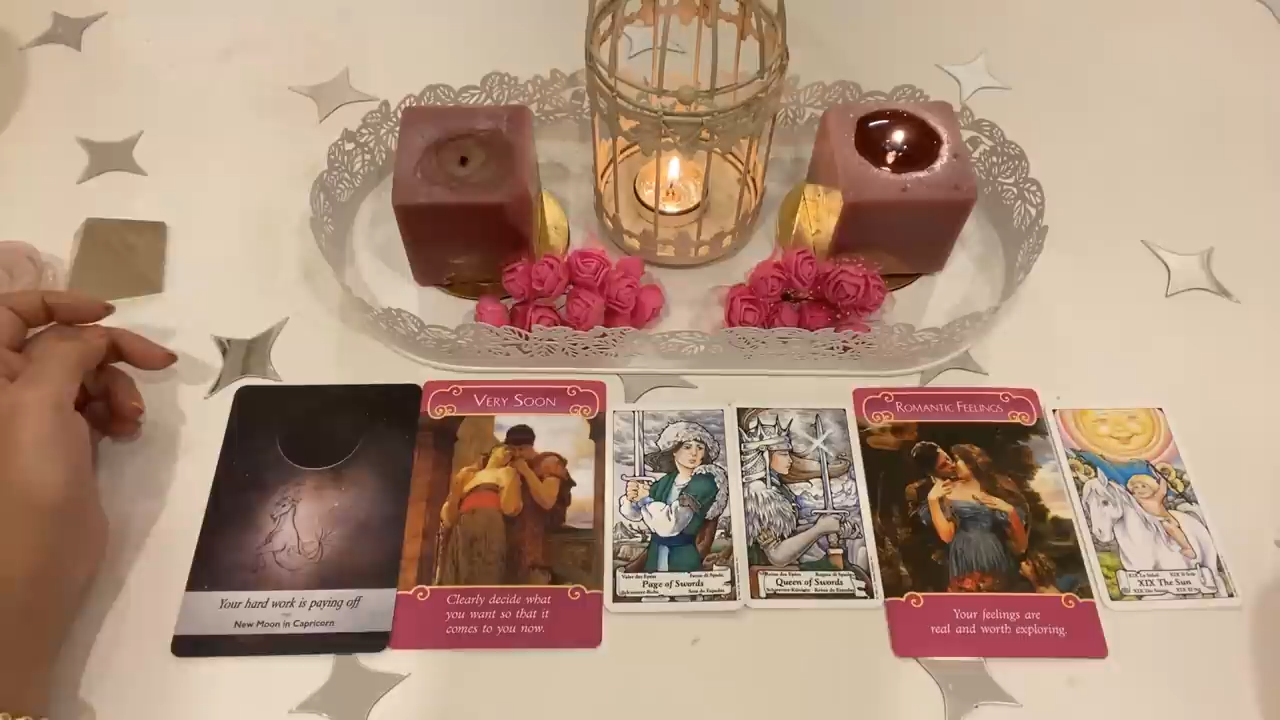 Your hard work is paying off
New Moon in Capricorn
VERY SOON
Clearly decide what
you want so that it
comes to you now.
Page of Swords
Queen of Swords
ROMANTIC FEELINGS
Your feelings are
real and worth exploring.
XIX The Sun